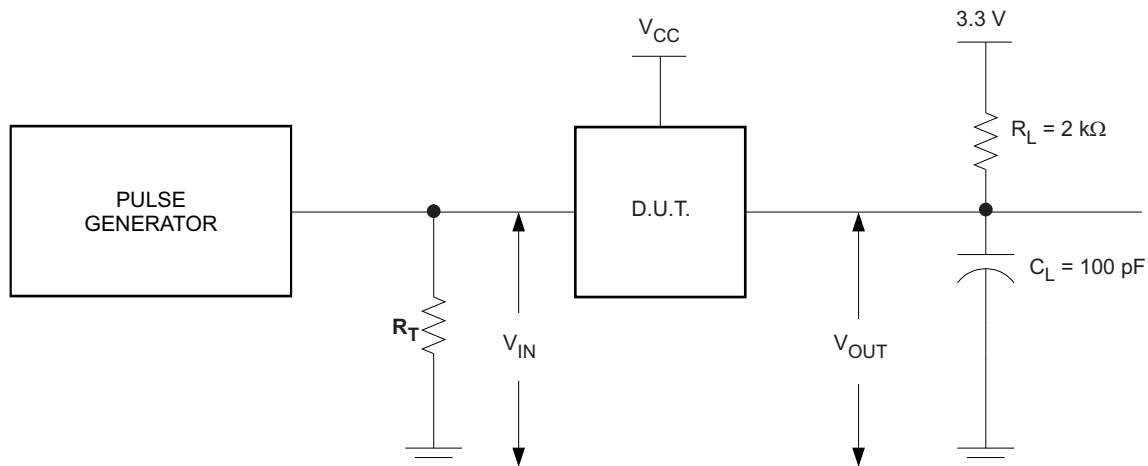 3.3 V
V_CC
R_L = 2 kΩ
PULSE
GENERATOR
D.U.T.
C_L = 100 pF
R_T
V_IN
V_OUT